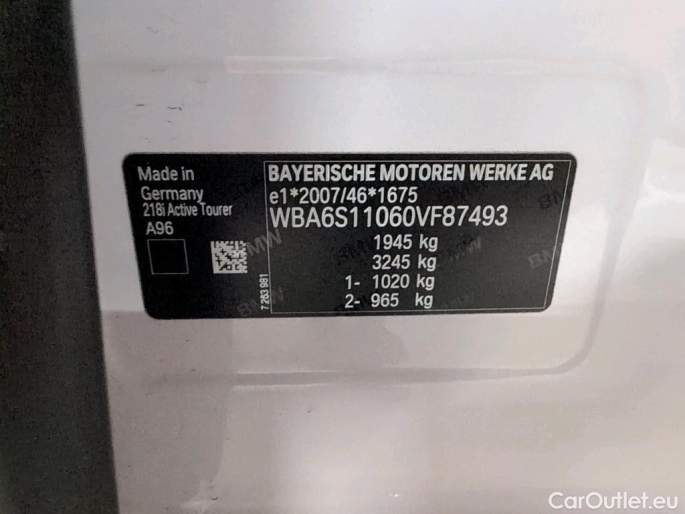 Made in
Germany
218i Active Tourer
A96
7 263 981
BAYERISCHE MOTOREN WERKE AG
e1*2007/46*1675
WBA6S11060VF87493
1945 kg
3245 kg
1- 1020 kg
2- 965 kg
BMW
CarOutlet.eu